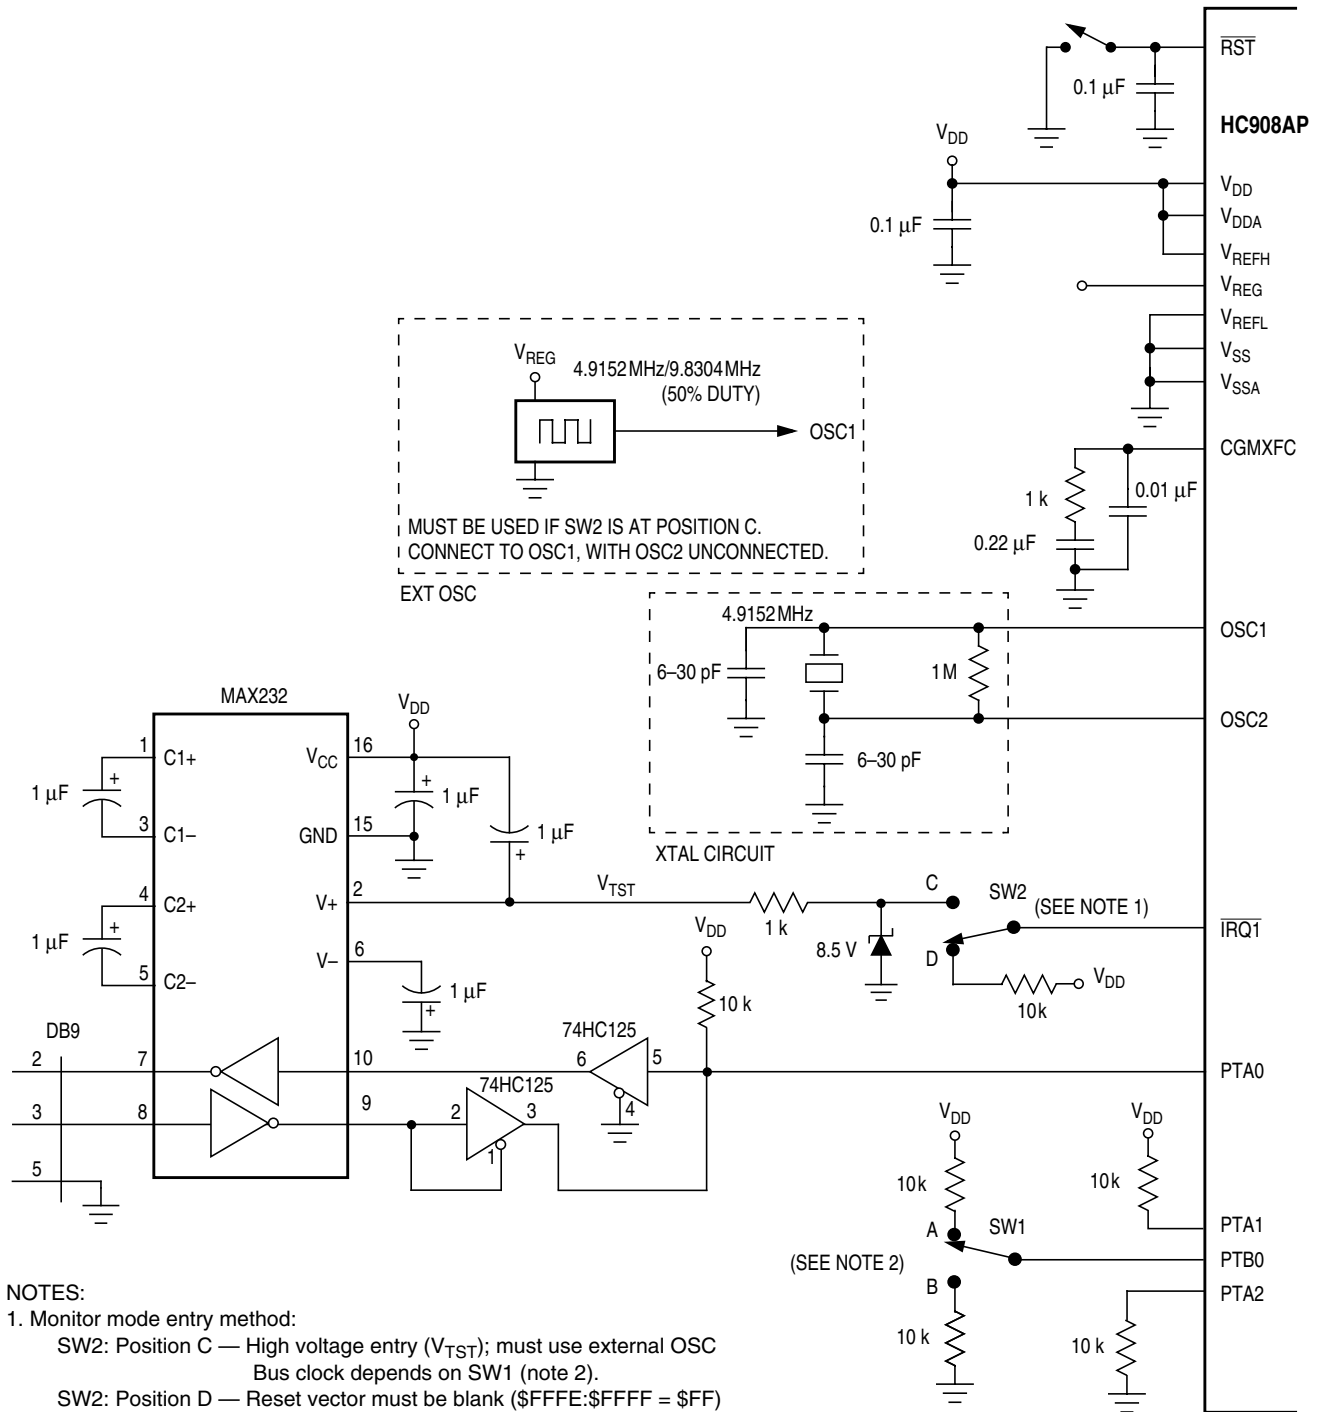 RST
0.1 µF
HC908AP
VDD
VDD
VDDA
0.1 µF
VREFH
VREG
VREFL
VSS
VSSA
VREG
4.9152MHz/9.8304MHz
(50% DUTY)
OSC1
MUST BE USED IF SW2 IS AT POSITION C.
CONNECT TO OSC1, WITH OSC2 UNCONNECTED.
EXT OSC
CGMXFC
1 k
0.01 µF
0.22 µF
4.9152MHz
OSC1
6–30 pF
1M
OSC2
6–30 pF
XTAL CIRCUIT
MAX232
VDD
1
C1+
VCC
16
1 µF
+
+
1 µF
3
C1–
GND
15
1 µF
+
4
C2+
V+
2
VTST
1 k
1 µF
+
5
C2–
V–
6
1 µF
+
8.5 V
C
SW2
(SEE NOTE 1)
IRQ1
D
VDD
10k
VDD
10 k
DB9
74HC125
2
7
10
6
5
4
PTA0
74HC125
3
8
9
2
3
1
5
VDD
VDD
10k
10k
A
SW1
PTA1
(SEE NOTE 2)
PTB0
B
PTA2
10 k
10 k
NOTES:
1. Monitor mode entry method:
SW2: Position C — High voltage entry (VTST); must use external OSC
Bus clock depends on SW1 (note 2).
SW2: Position D — Reset vector must be blank ($FFFE:$FFFF = $FF)